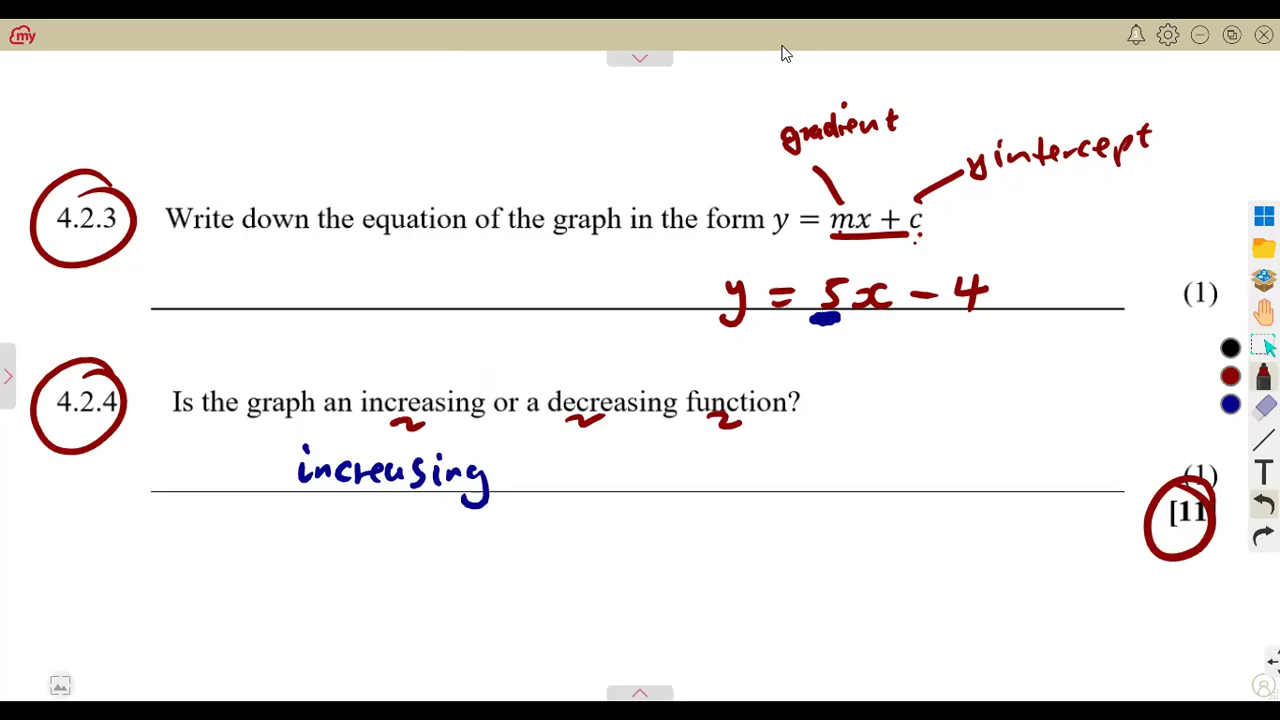 my
gradient
y intercept
4.2.3 Write down the equation of the graph in the form y = mx + c
y = 5x - 4
(1)
4.2.4 Is the graph an increasing or a decreasing function?
increasing
(1)
[11
T